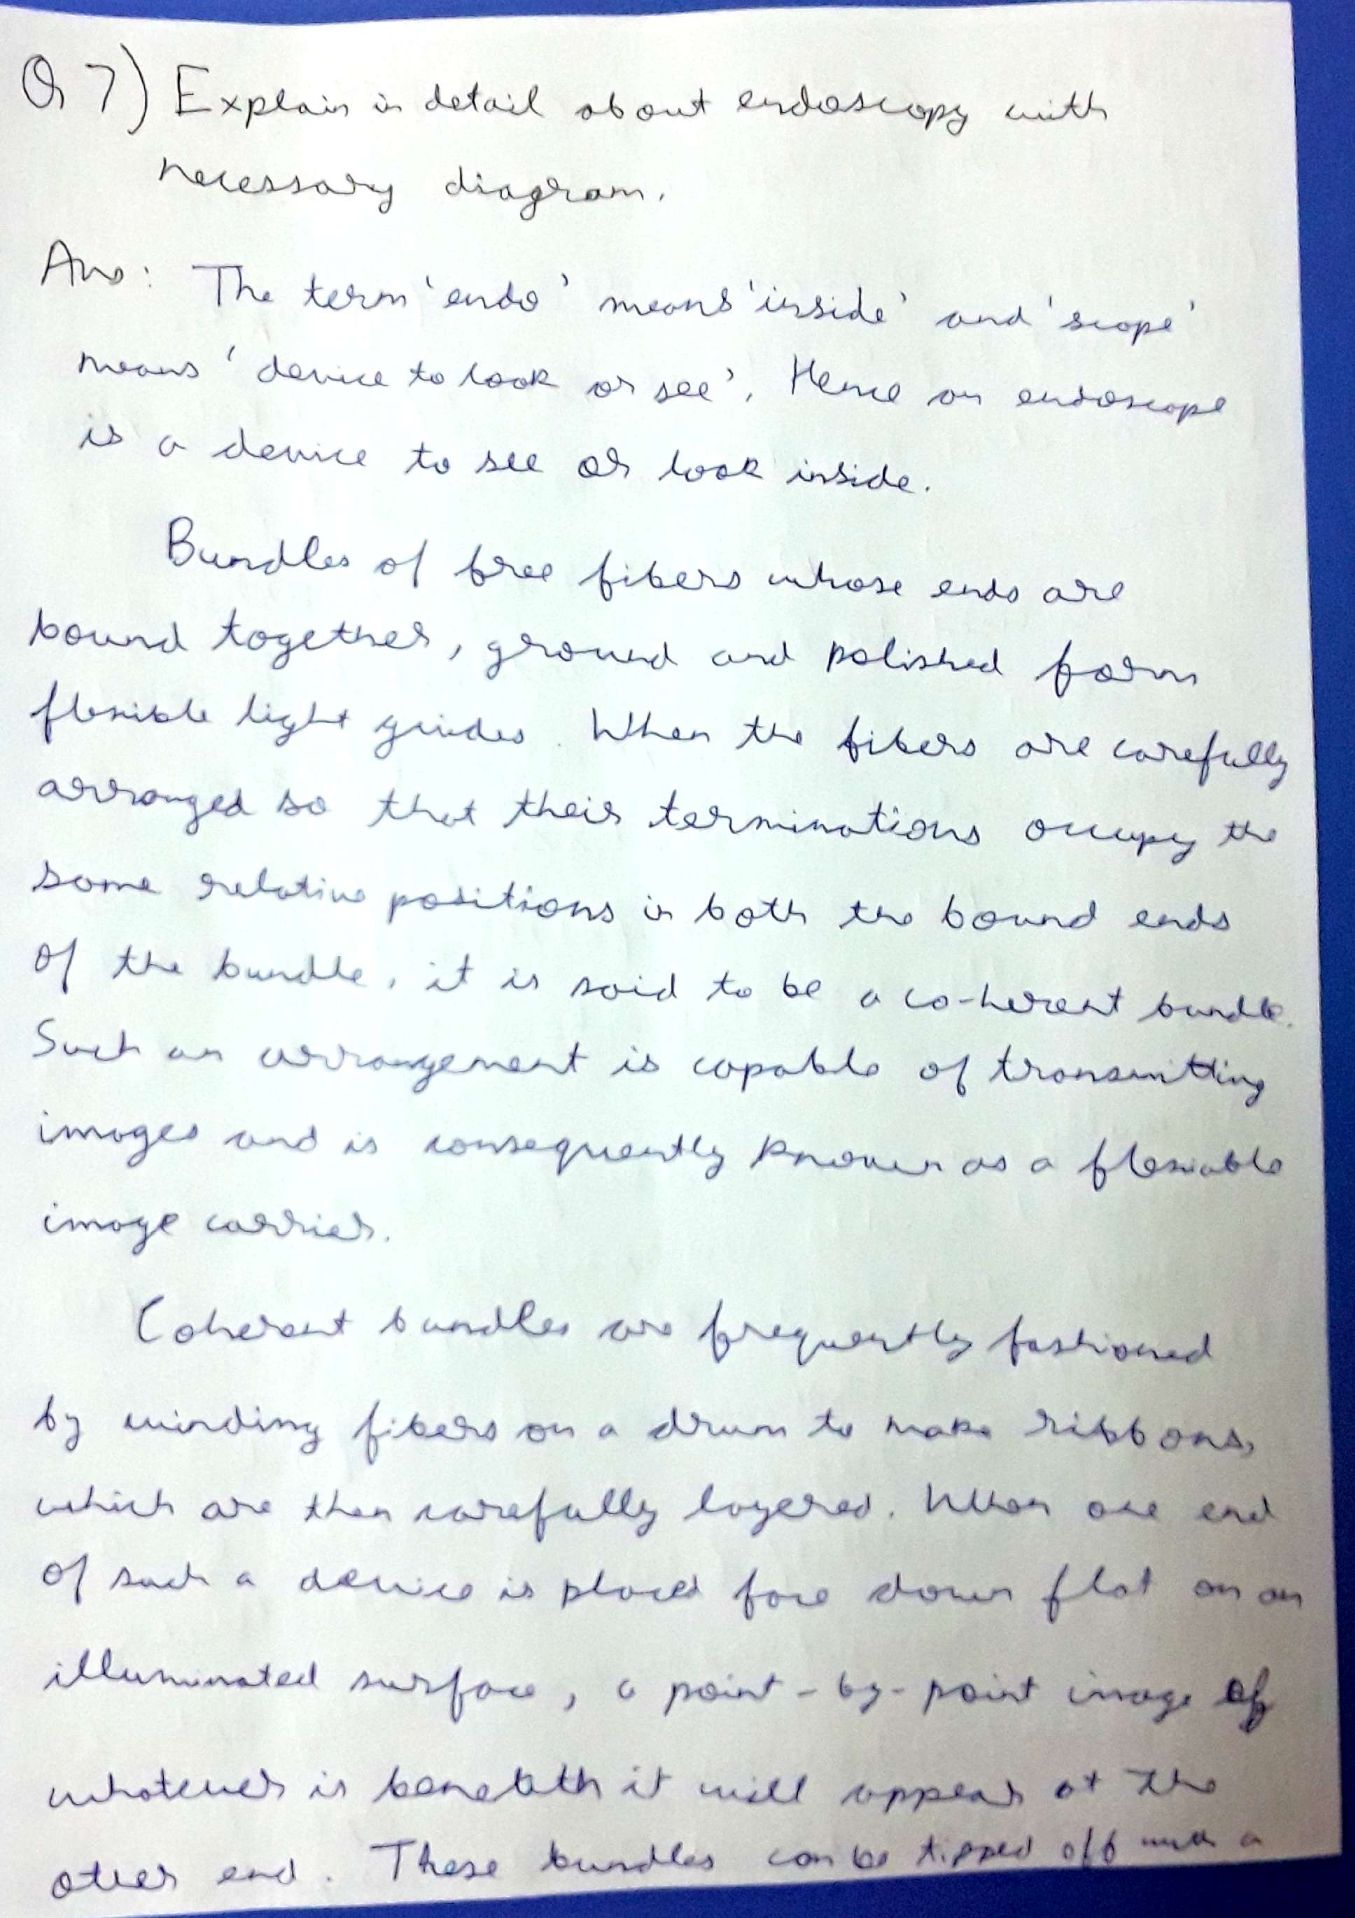 Q 7) Explain in detail about endoscopy with
necessary diagram.
Ans: The term 'endo' means 'inside' and 'scope'
means 'device to look or see'. Hence an endoscope
is a device to see or look inside.
Bundles of free fibers whose ends are
bound together, ground and polished form
flexible light guides. When the fibers are carefully
arranged so that their terminations occupy the
same relative positions in both the bound ends
of the bundle, it is said to be a co-herent bundle.
Such an arrangement is capable of transmitting
images and is consequently known as a flexiable
image carrier.
Coherent bundles are frequently fashioned
by winding fibers on a drum to make ribbons,
which are then carefully layered. When one end
of such a device is placed face down flat on an
illuminated surface, a point-by-point image of
whatever is beneath it will appear at the
other end. These bundles can be tipped off with a